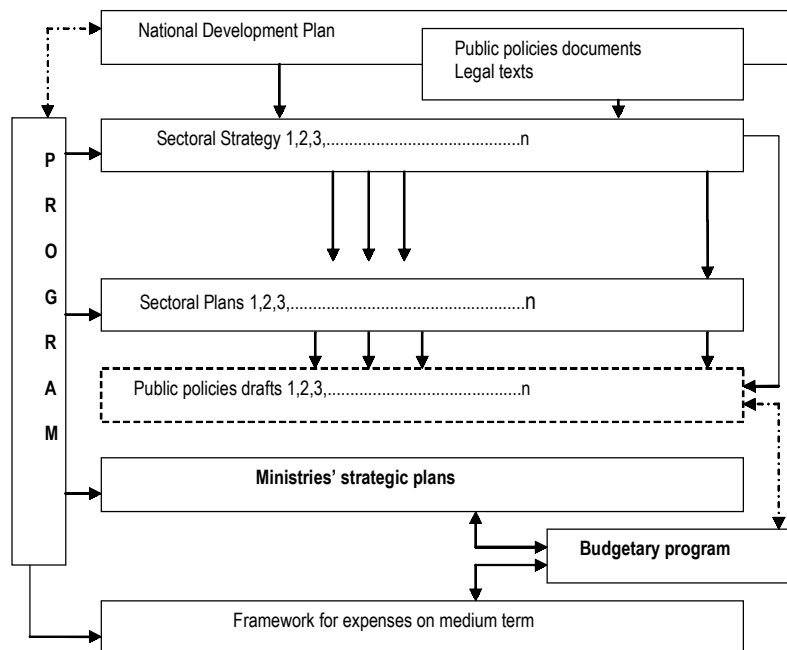 National Development Plan
Public policies documents
Legal texts
P
R
O
G
R
A
M
Sectoral Strategy 1,2,3,............................................n
Sectoral Plans 1,2,3,.....................................................n
Public policies drafts 1,2,3,.....................................................n
Ministries’ strategic plans
Budgetary program
Framework for expenses on medium term